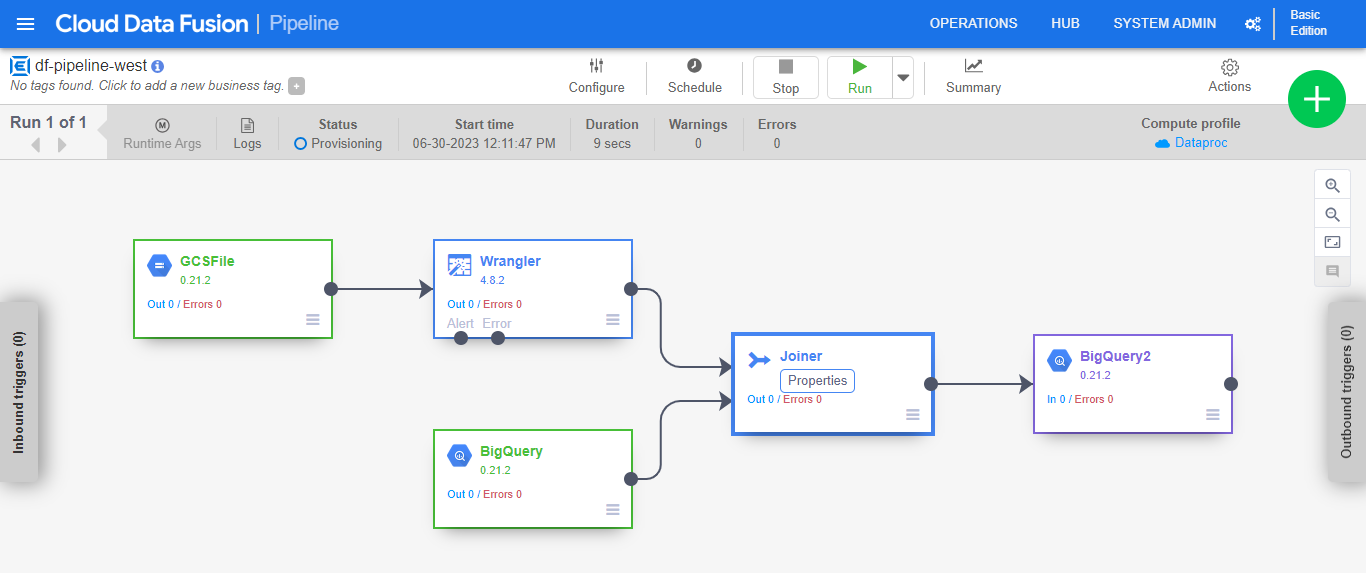 Cloud Data Fusion | Pipeline
OPERATIONS
HUB
SYSTEM ADMIN
Basic
Edition
df-pipeline-west
No tags found. Click to add a new business tag.
Configure
Schedule
Stop
Run
Summary
Actions
Run 1 of 1
Runtime Args
Logs
Status
Provisioning
Start time
06-30-2023 12:11:47 PM
Duration
9 secs
Warnings
0
Errors
0
Compute profile
Dataproc
Inbound triggers (0)
GCSFile
0.21.2
Out 0 / Errors 0
Wrangler
4.8.2
Out 0 / Errors 0
Alert Error
BigQuery
0.21.2
Out 0 / Errors 0
Joiner
Properties
Out 0 / Errors 0
BigQuery2
0.21.2
In 0 / Errors 0
Outbound triggers (0)